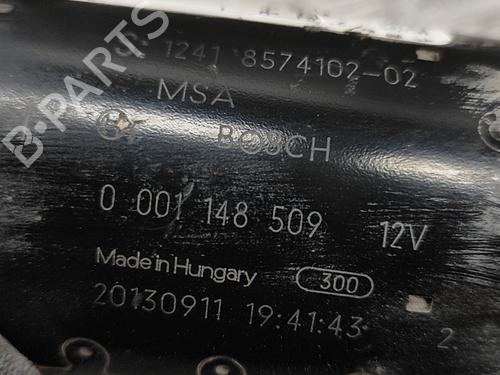 S 1241 8574102-02
MSA
BOSCH
0 001 148 509 12V
Made in Hungary 300
20130911 19:41:43 2
B-PARTS